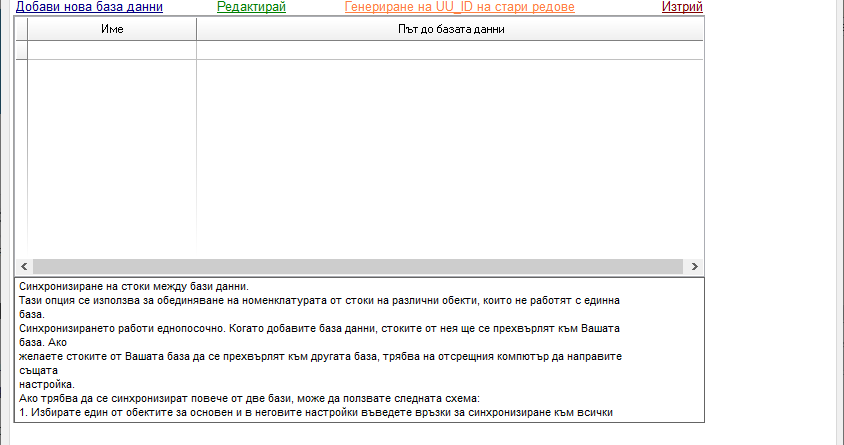 Добави нова база данни Редактирай Генериране на UU_ID на стари редове Изтрий
Име Път до базата данни
Синхронизиране на стоки между бази данни.
Тази опция се използва за обединяване на номенклатурата от стоки на различни обекти, които не работят с единна
база.
Синхронизирането работи еднопосочно. Когато добавите база данни, стоките от нея ще се прехвърлят към Вашата
база. Ако
желаете стоките от Вашата база да се прехвърлят към другата база, трябва на отсрещния компютър да направите
същата
настройка.
Ако трябва да се синхронизират повече от две бази, може да ползвате следната схема:
1. Избирате един от обектите за основен и в неговите настройки въведете връзки за синхронизиране към всички